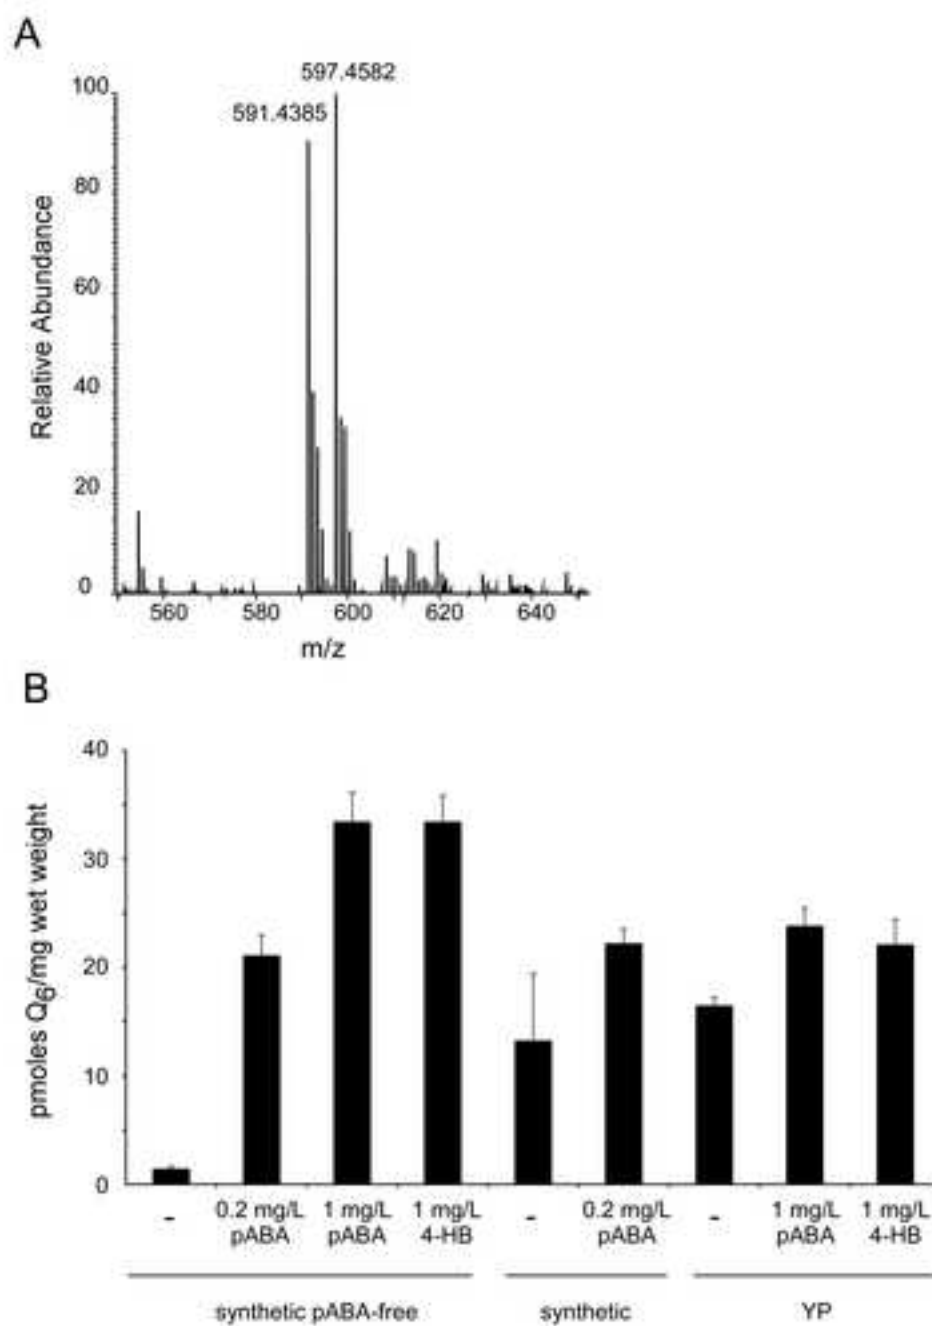 A
597.4582
591.4385
100
80
60
40
20
0
Relative Abundance
560 580 600 620 640
m/z
B
40
30
20
10
0
pmoles Q6/mg wet weight
- 0.2 mg/L 1 mg/L 1 mg/L - 0.2 mg/L - 1 mg/L 1 mg/L
pABA pABA 4-HB pABA pABA 4-HB
synthetic pABA-free synthetic YP